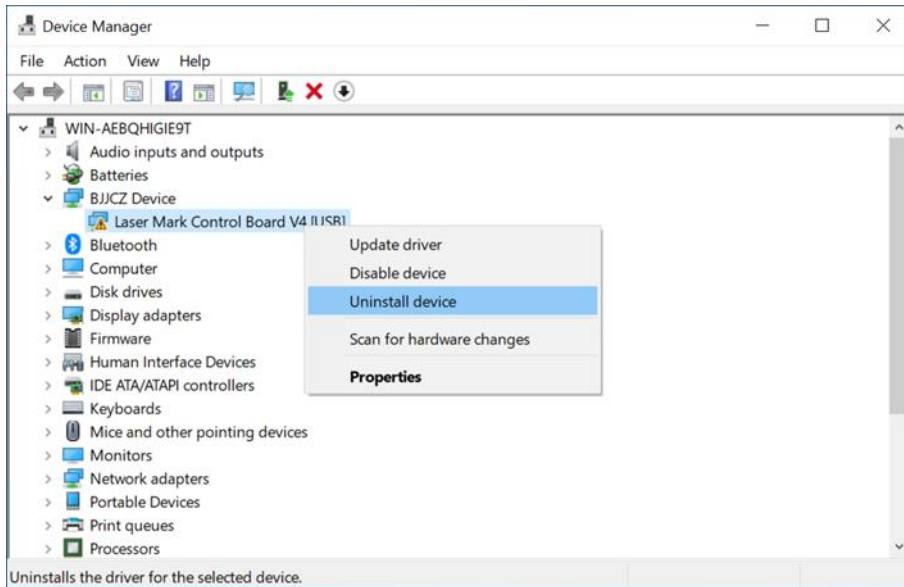 Device Manager
File Action View Help
WIN-AEBQHIGIE9T
Audio inputs and outputs
Batteries
BJJCZ Device
Laser Mark Control Board V4 [USB]
Bluetooth
Computer
Disk drives
Display adapters
Firmware
Human Interface Devices
IDE ATA/ATAPI controllers
Keyboards
Mice and other pointing devices
Monitors
Network adapters
Portable Devices
Print queues
Processors
Update driver
Disable device
Uninstall device
Scan for hardware changes
Properties
Uninstalls the driver for the selected device.